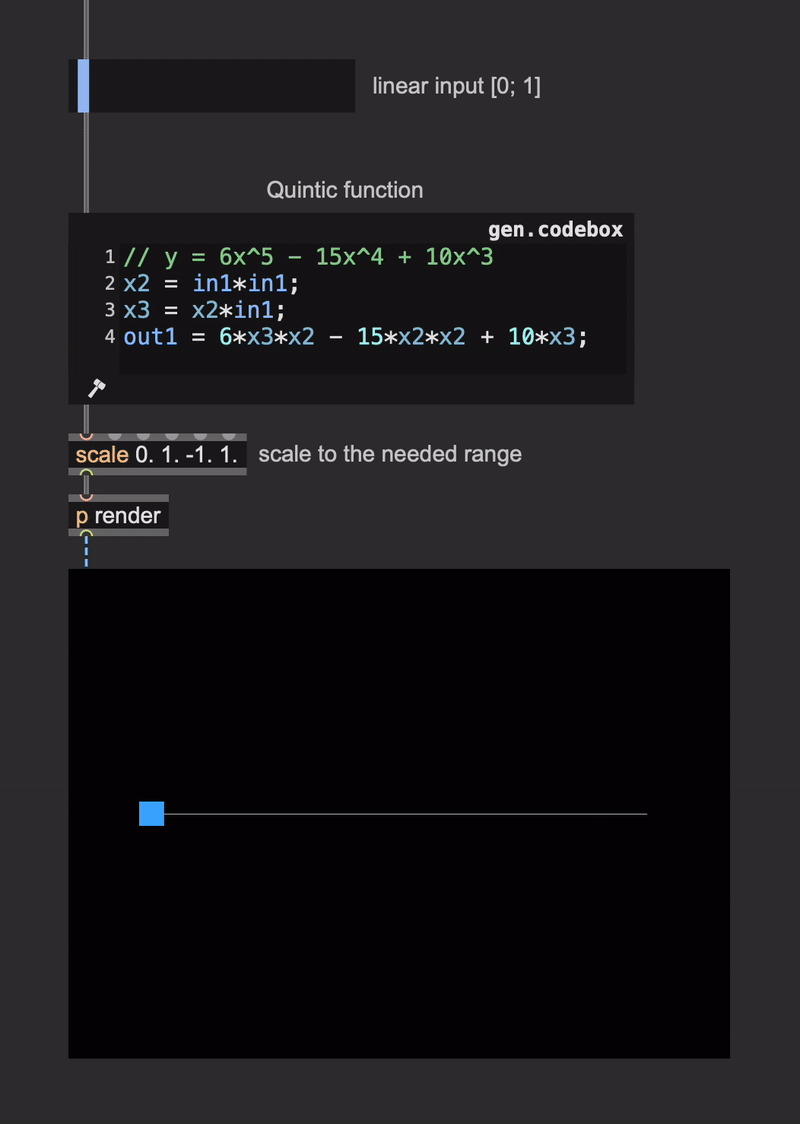 linear input [0; 1]
Quintic function
gen.codebox
1 // y = 6x^5 − 15x^4 + 10x^3
2 x2 = in1*in1;
3 x3 = x2*in1;
4 out1 = 6*x3*x2 − 15*x2*x2 + 10*x3;
scale 0. 1. -1. 1. scale to the needed range
p render